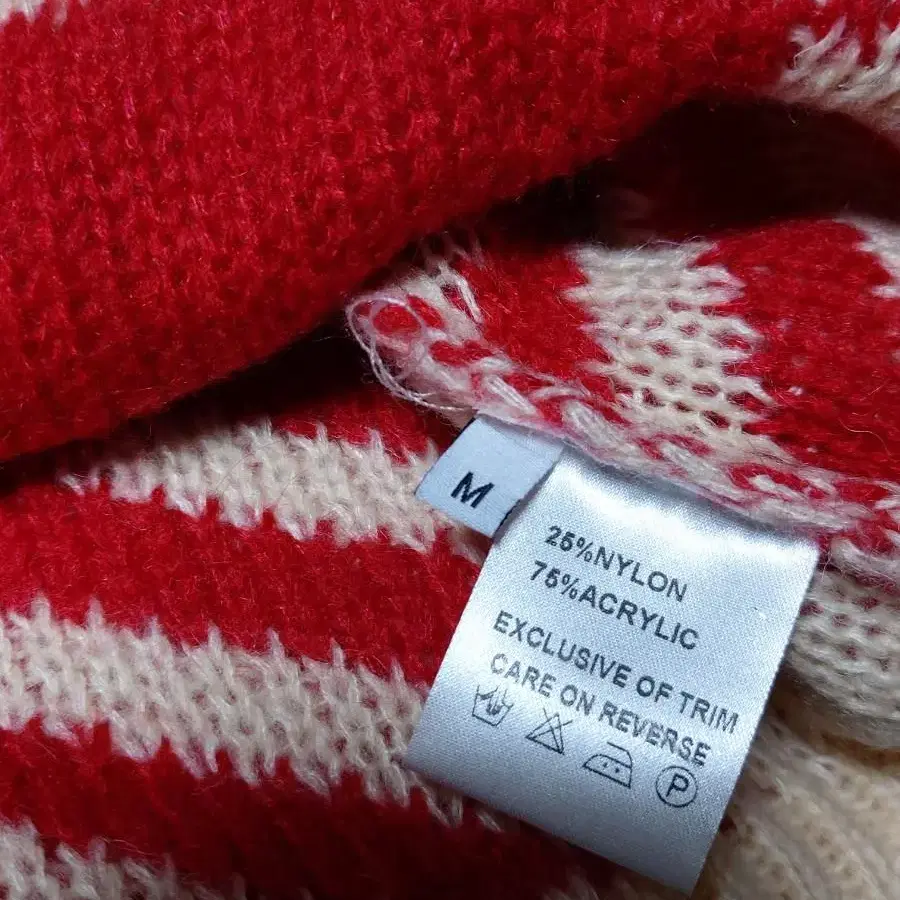 M
25%NYLON
75%ACRYLIC
EXCLUSIVE OF TRIM
CARE ON REVERSE
P